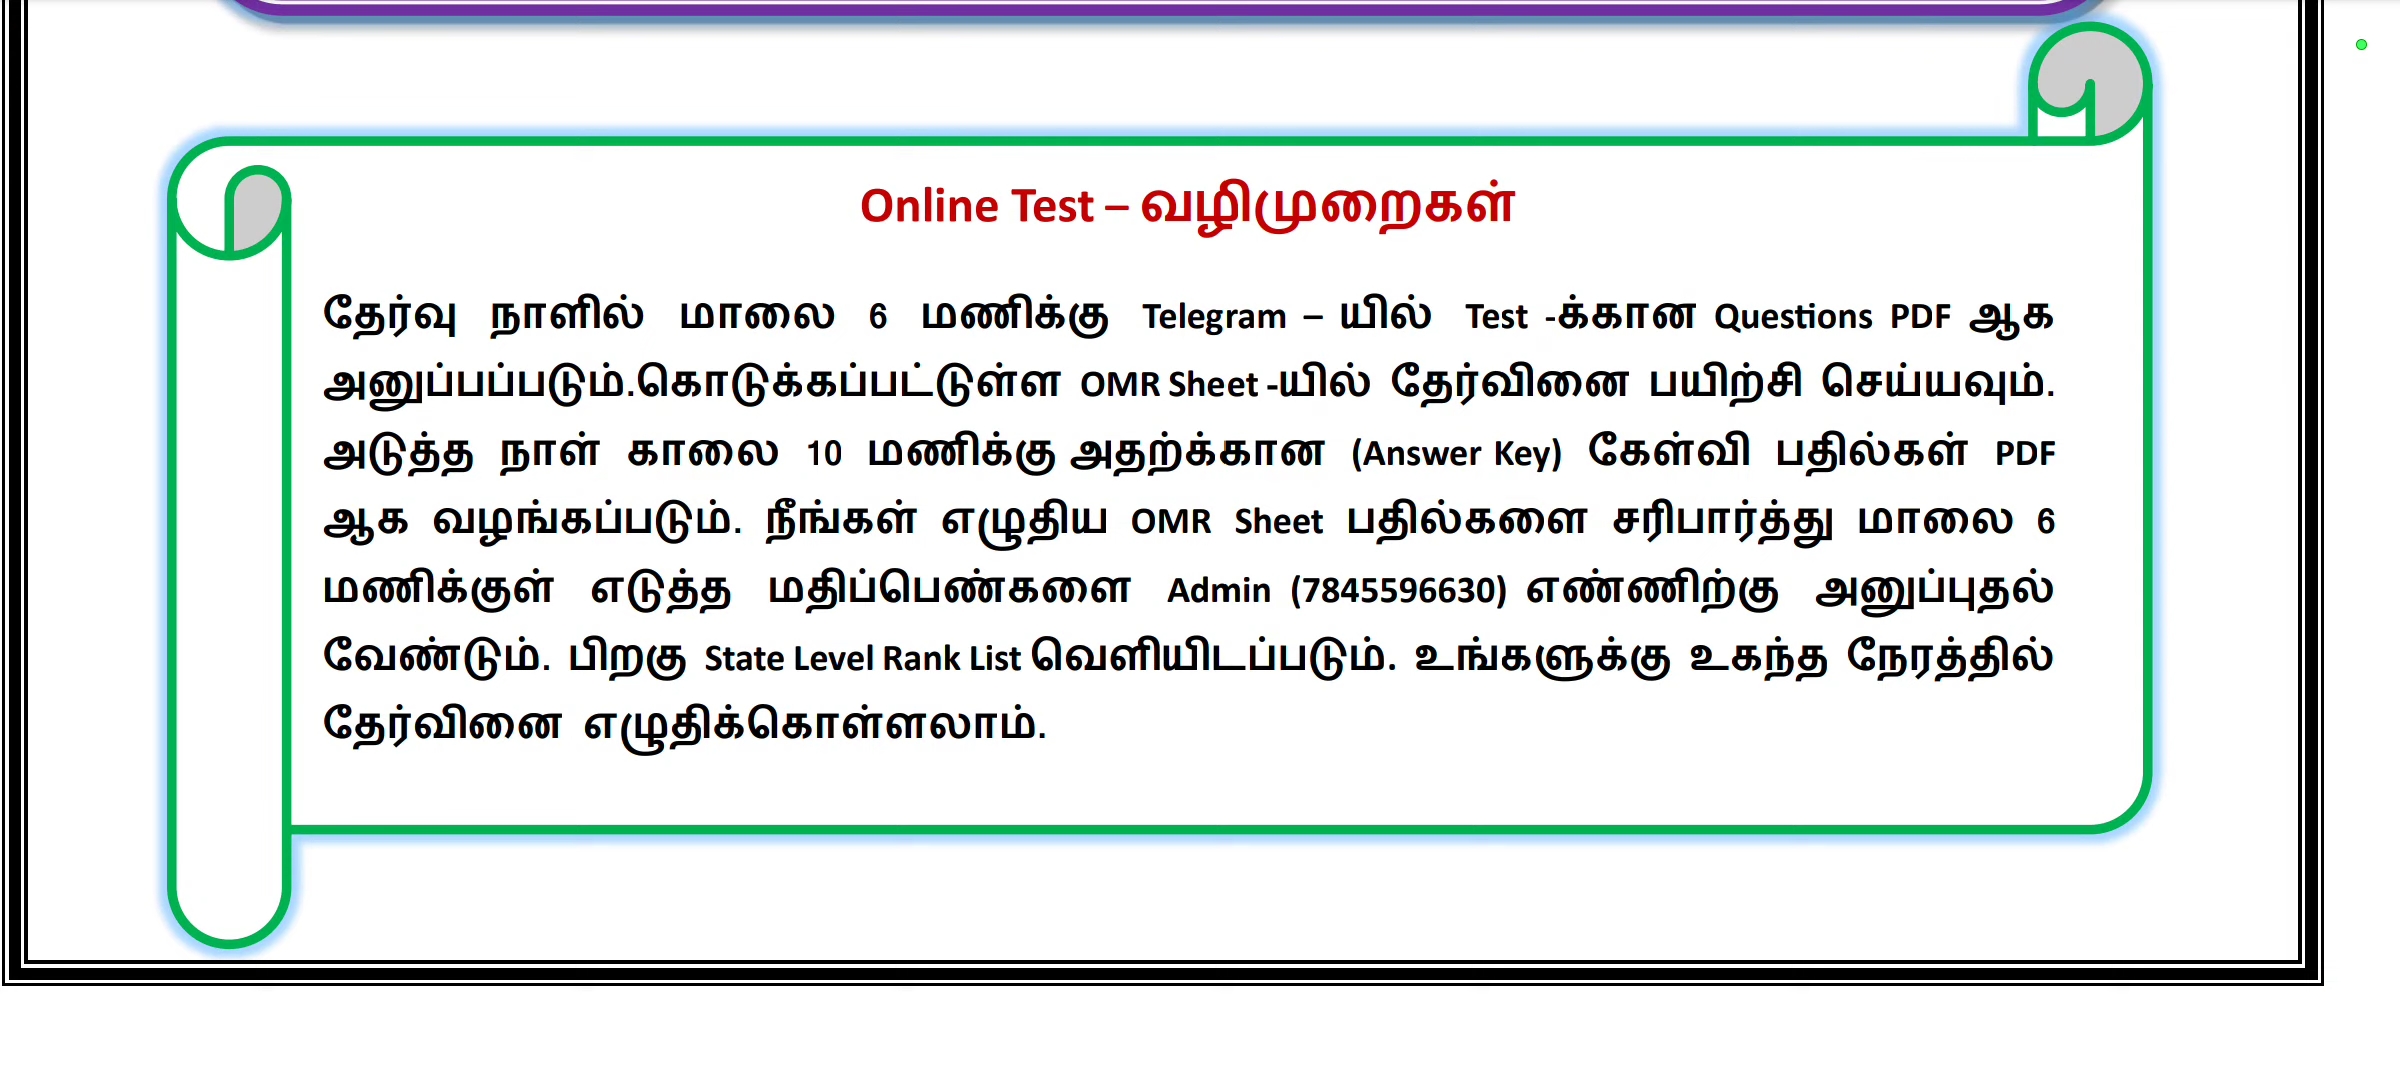 Online Test – வழிமுறைகள்
தேர்வு நாளில் மாலை 6 மணிக்கு Telegram – யில் Test -க்கான Questions PDF ஆக
அனுப்பப்படும்.கொடுக்கப்பட்டுள்ள OMR Sheet -யில் தேர்வினை பயிற்சி செய்யவும்.
அடுத்த நாள் காலை 10 மணிக்கு அதற்க்கான (Answer Key) கேள்வி பதில்கள் PDF
ஆக வழங்கப்படும். நீங்கள் எழுதிய OMR Sheet பதில்களை சரிபார்த்து மாலை 6
மணிக்குள் எடுத்த மதிப்பெண்களை Admin (7845596630) எண்ணிற்கு அனுப்புதல்
வேண்டும். பிறகு State Level Rank List வெளியிடப்படும். உங்களுக்கு உகந்த நேரத்தில்
தேர்வினை எழுதிக்கொள்ளலாம்.